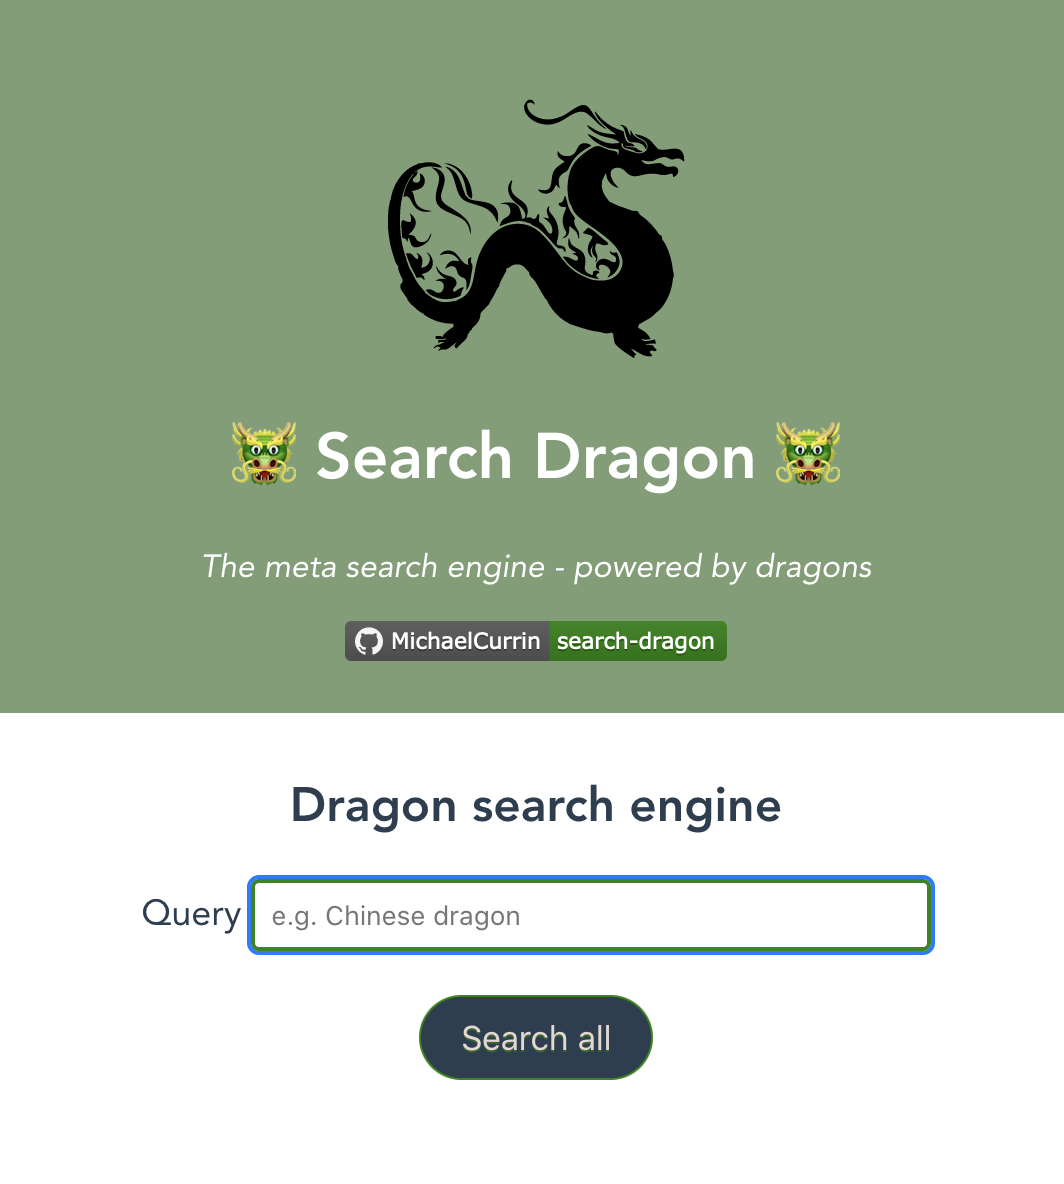 Search Dragon
The meta search engine - powered by dragons
MichaelCurrin search-dragon
Dragon search engine
Query e.g. Chinese dragon
Search all